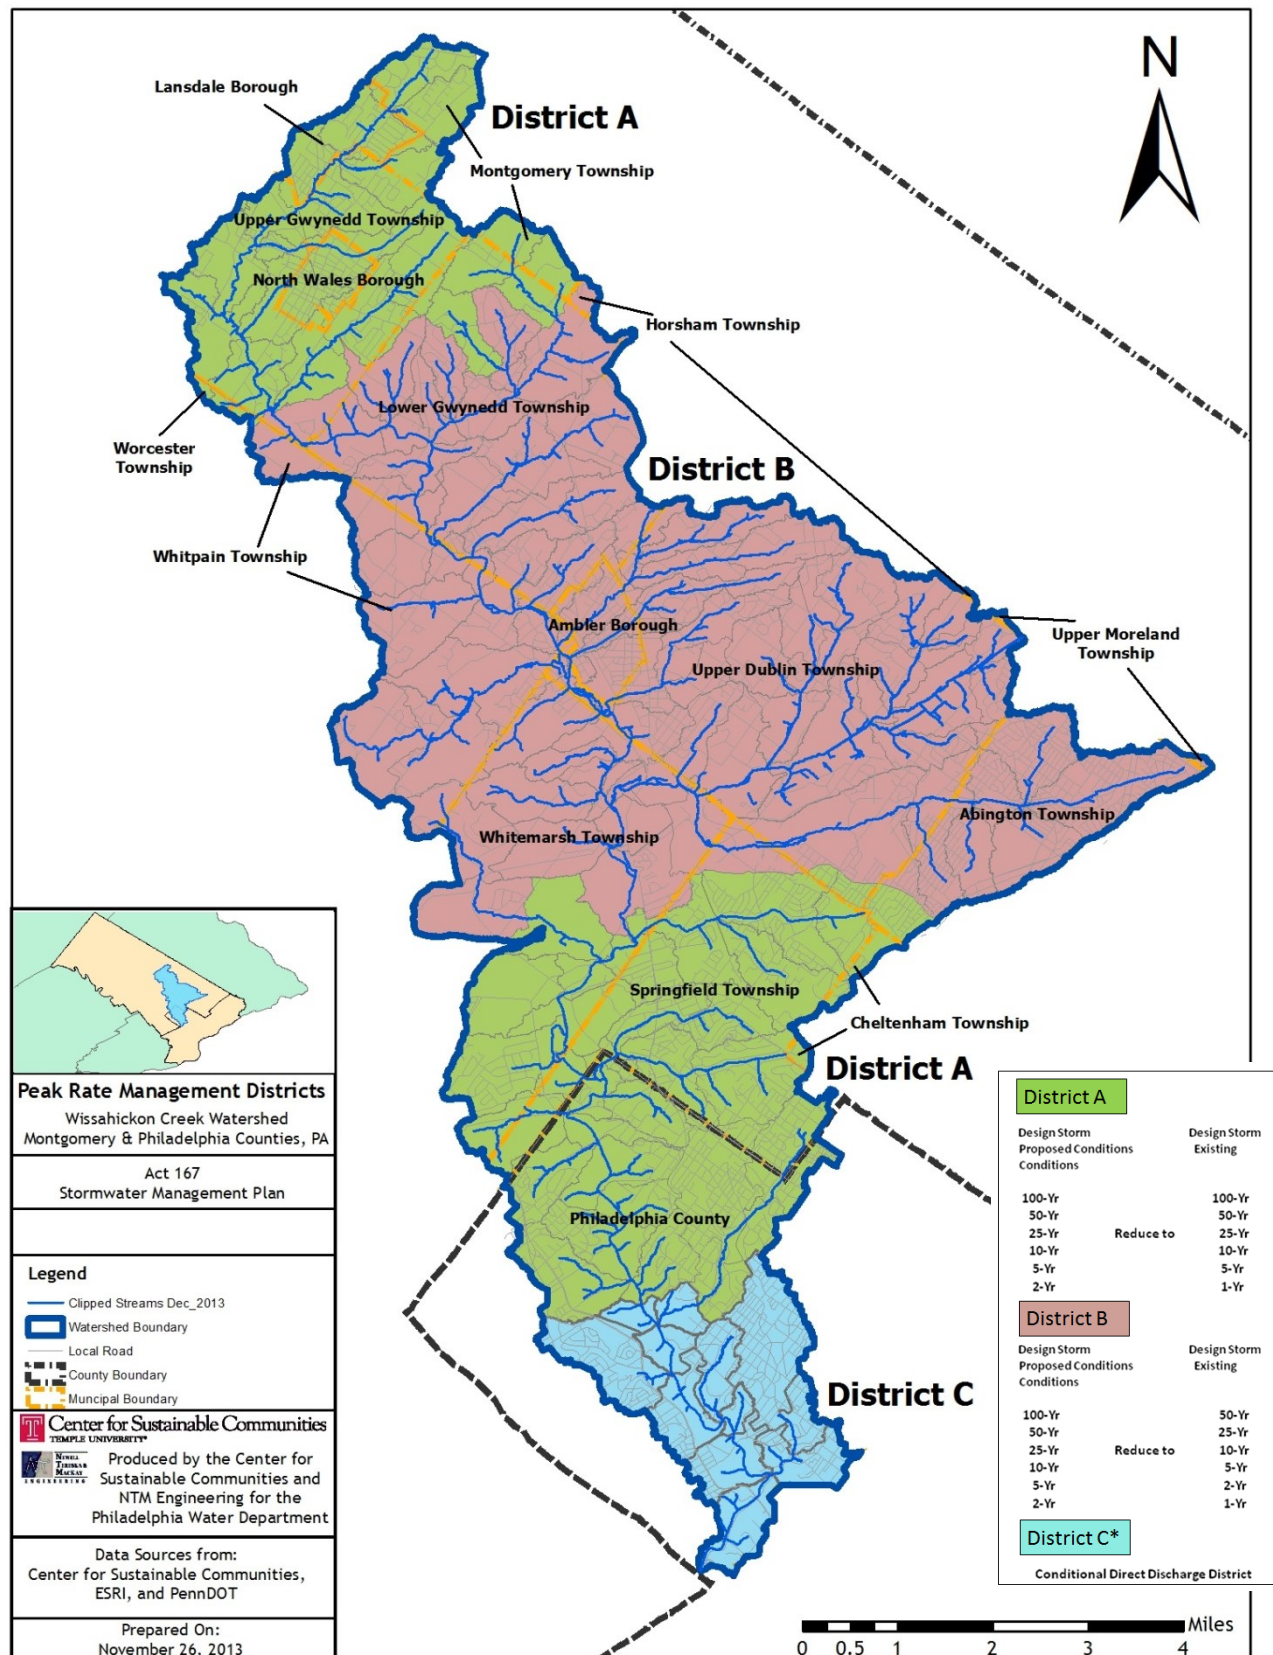 N
Lansdale Borough
District A
Montgomery Township
Upper Gwynedd Township
North Wales Borough
Horsham Township
Lower Gwynedd Township
Worcester
Township
District B
Whitpain Township
Ambler Borough
Upper Dublin Township
Upper Moreland
Township
Abington Township
Whitemarsh Township
Springfield Township
Cheltenham Township
District A
Philadelphia County
District C
Peak Rate Management Districts
Wissahickon Creek Watershed
Montgomery & Philadelphia Counties, PA
Act 167
Stormwater Management Plan
Legend
Clipped Streams Dec_2013
Watershed Boundary
Local Road
County Boundary
Muncipal Boundary
T Center for Sustainable Communities
TEMPLE UNIVERSITY®
NEWELL
TERESKA &
MACKAY
ENGINEERING
Produced by the Center for
Sustainable Communities and
NTM Engineering for the
Philadelphia Water Department
Data Sources from:
Center for Sustainable Communities,
ESRI, and PennDOT
Prepared On:
November 26, 2013
District A
Design Storm Design Storm
Proposed Conditions Existing
Conditions
100-Yr 100-Yr
50-Yr 50-Yr
25-Yr Reduce to 25-Yr
10-Yr 10-Yr
5-Yr 5-Yr
2-Yr 1-Yr
District B
Design Storm Design Storm
Proposed Conditions Existing
Conditions
100-Yr 50-Yr
50-Yr 25-Yr
25-Yr Reduce to 10-Yr
10-Yr 5-Yr
5-Yr 2-Yr
2-Yr 1-Yr
District C*
Conditional Direct Discharge District
Miles
0 0.5 1 2 3 4